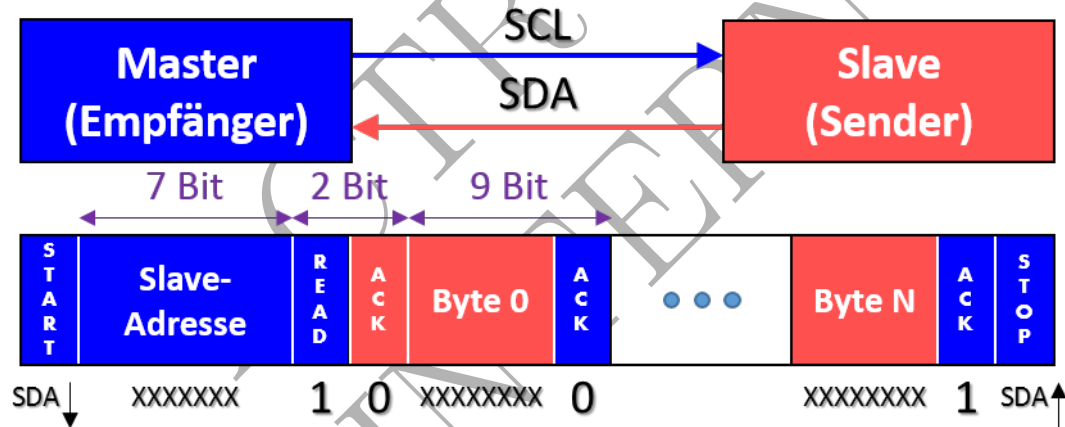 SCL
Master
(Empfänger)
SDA
Slave
(Sender)
7 Bit 2 Bit 9 Bit
START Slave-Adresse READ ACK Byte 0 ACK Byte N ACK STOP
SDA XXXXXXX 1 0 XXXXXXXX 0 XXXXXXXX 1 SDA